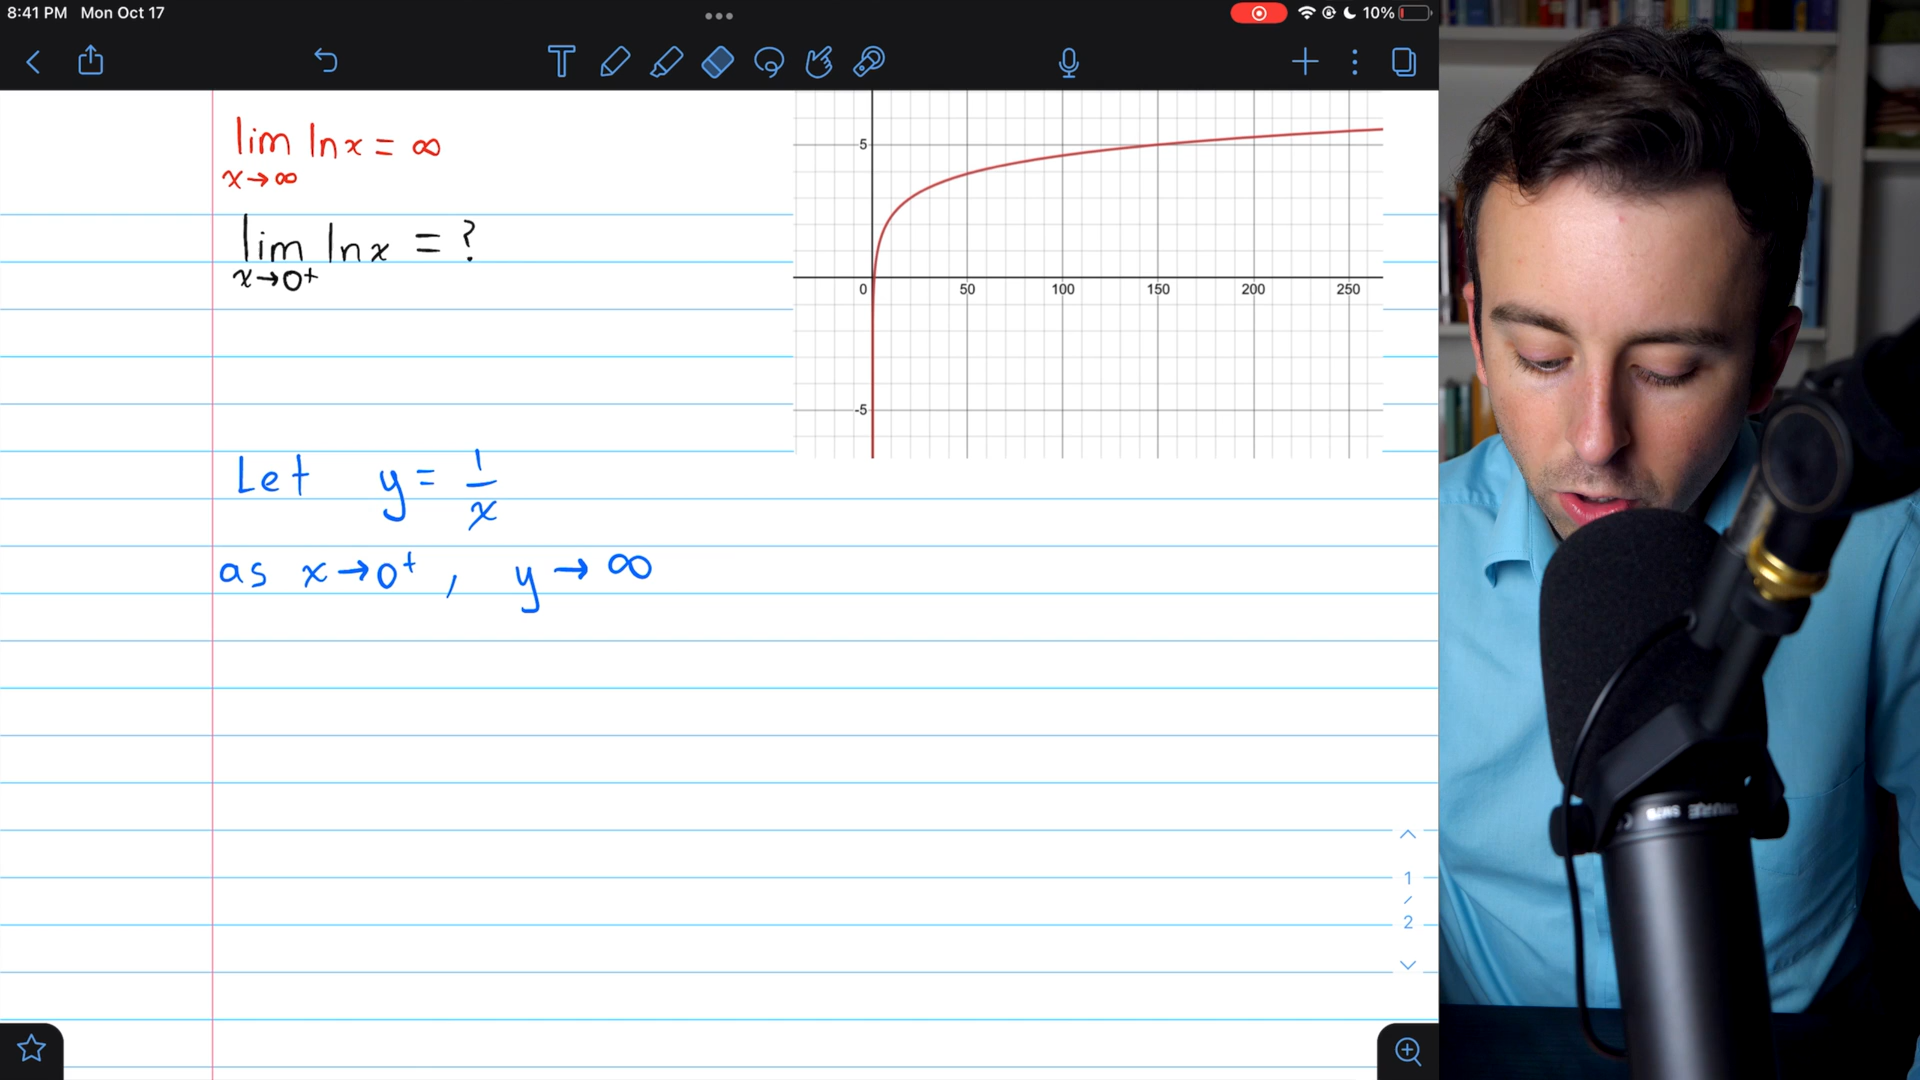 8:41 PM Mon Oct 17
10%
lim ln x = ∞
x→∞
lim ln x = ?
x→0⁺
5
0 50 100 150 200 250
-5
Let y = 1/x
as x→0⁺, y→∞
1
/
2